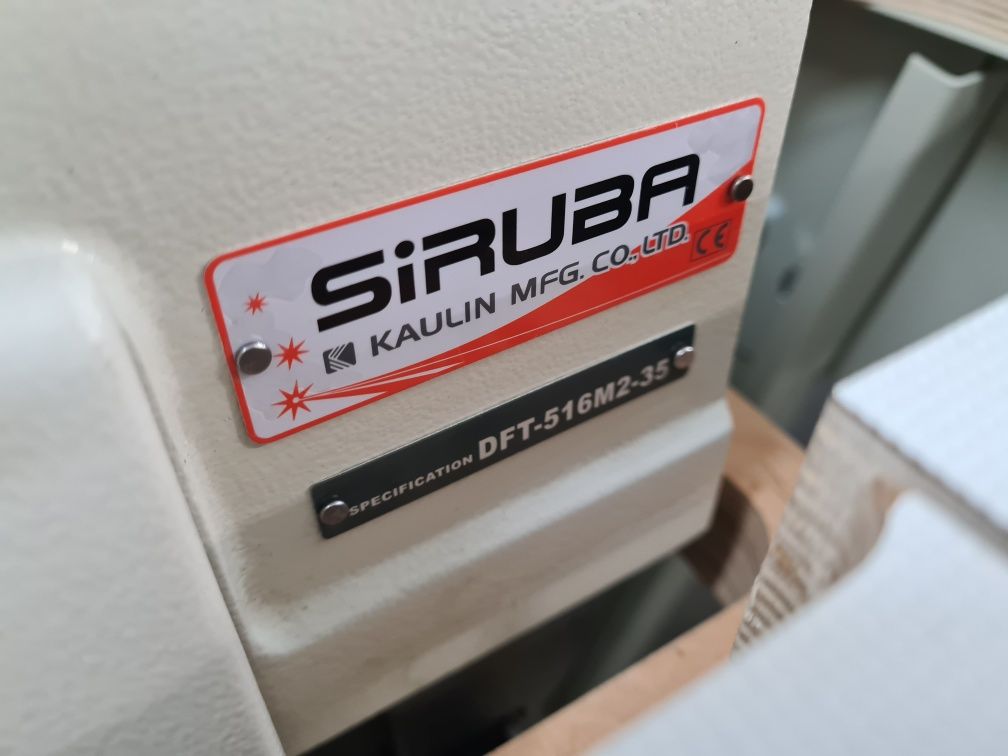 SiRUBA
KAULIN MFG. CO., LTD.
CE
SPECIFICATION DFT-516M2-35